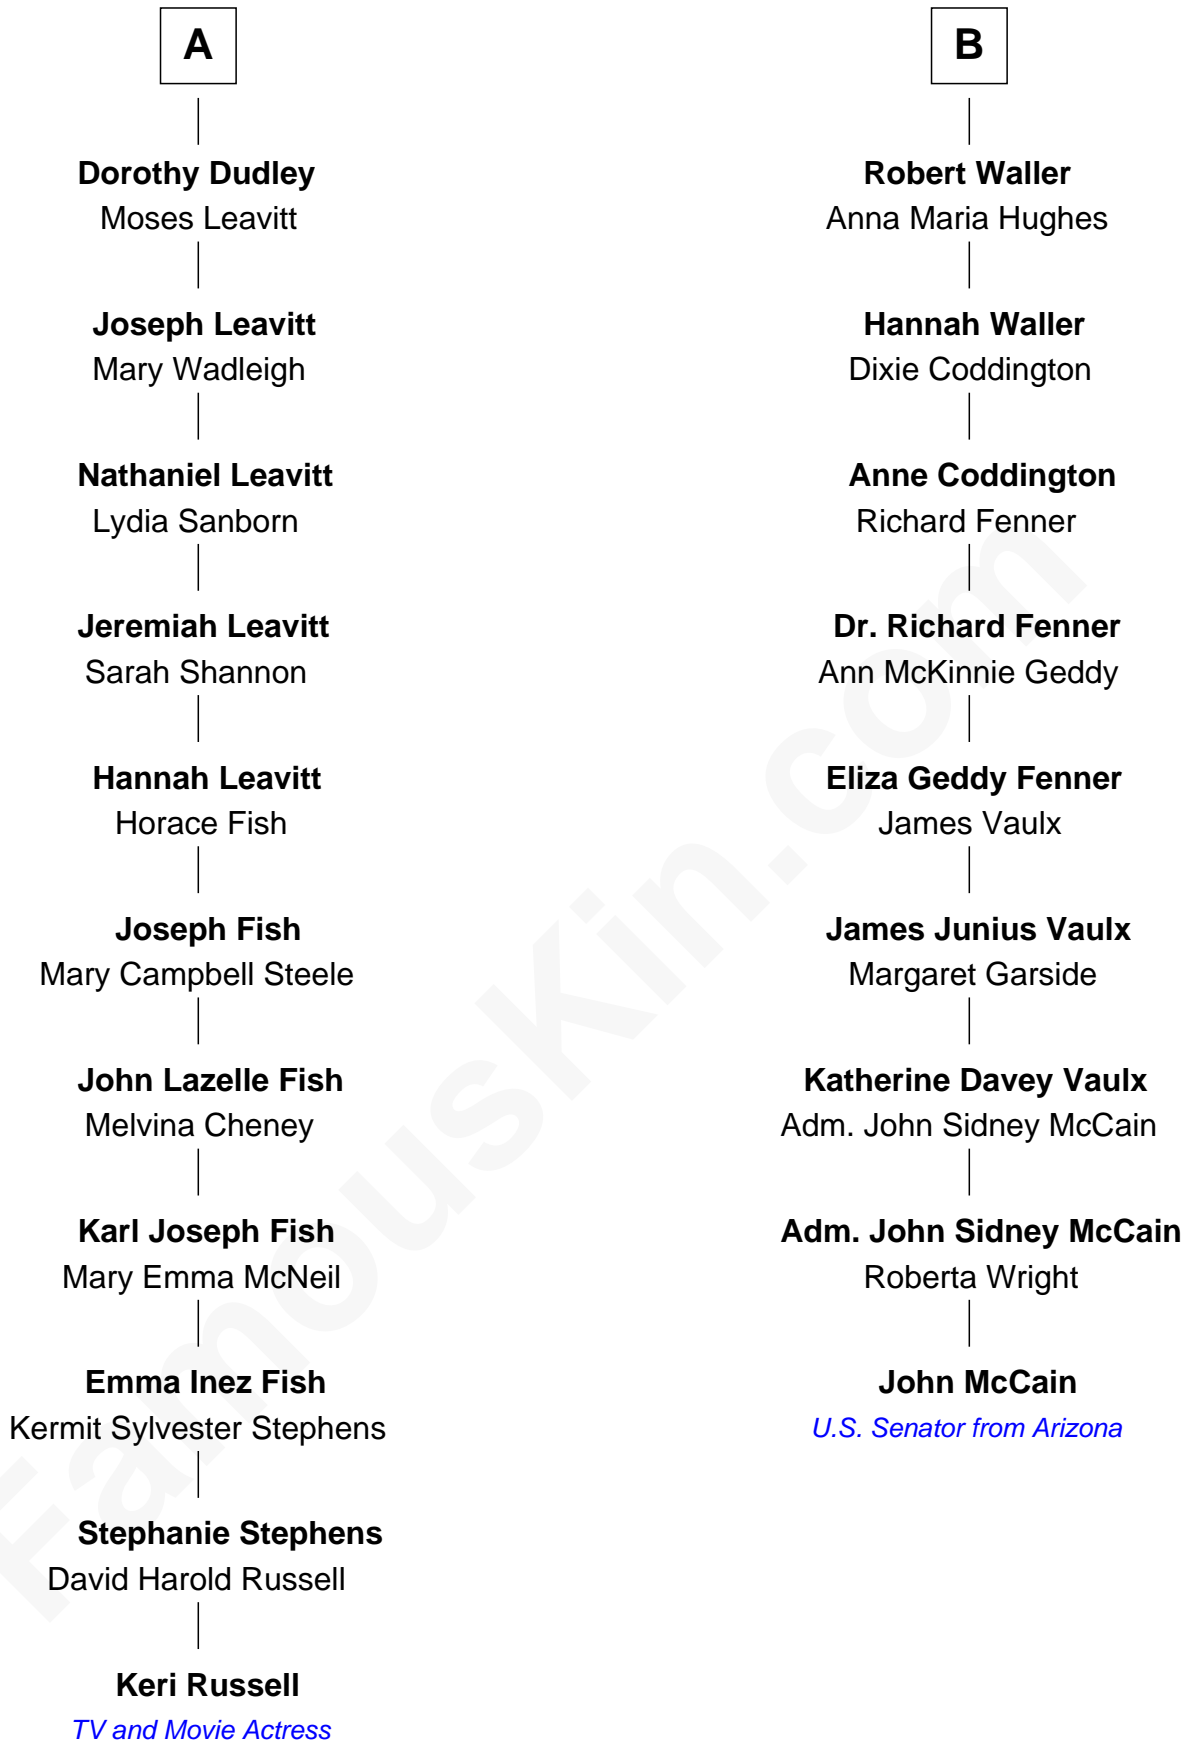 A
Dorothy Dudley
Moses Leavitt
Joseph Leavitt
Mary Wadleigh
Nathaniel Leavitt
Lydia Sanborn
Jeremiah Leavitt
Sarah Shannon
Hannah Leavitt
Horace Fish
Joseph Fish
Mary Campbell Steele
John Lazelle Fish
Melvina Cheney
Karl Joseph Fish
Mary Emma McNeil
Emma Inez Fish
Kermit Sylvester Stephens
Stephanie Stephens
David Harold Russell
Keri Russell
TV and Movie Actress
B
Robert Waller
Anna Maria Hughes
Hannah Waller
Dixie Coddington
Anne Coddington
Richard Fenner
Dr. Richard Fenner
Ann McKinnie Geddy
Eliza Geddy Fenner
James Vaulx
James Junius Vaulx
Margaret Garside
Katherine Davey Vaulx
Adm. John Sidney McCain
Adm. John Sidney McCain
Roberta Wright
John McCain
U.S. Senator from Arizona
FamousKin.com